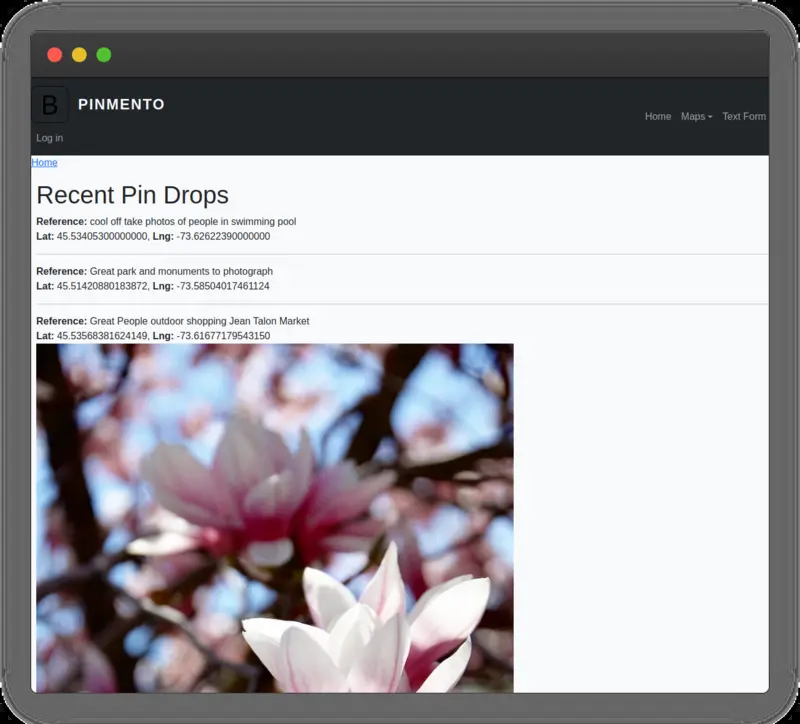 B PINMENTO
Home Maps Text Form
Log in
Home
Recent Pin Drops
Reference: cool off take photos of people in swimming pool
Lat: 45.53405300000000, Lng: -73.62622390000000
Reference: Great park and monuments to photograph
Lat: 45.51420880183872, Lng: -73.58504017461124
Reference: Great People outdoor shopping Jean Talon Market
Lat: 45.53568381624149, Lng: -73.61677179543150